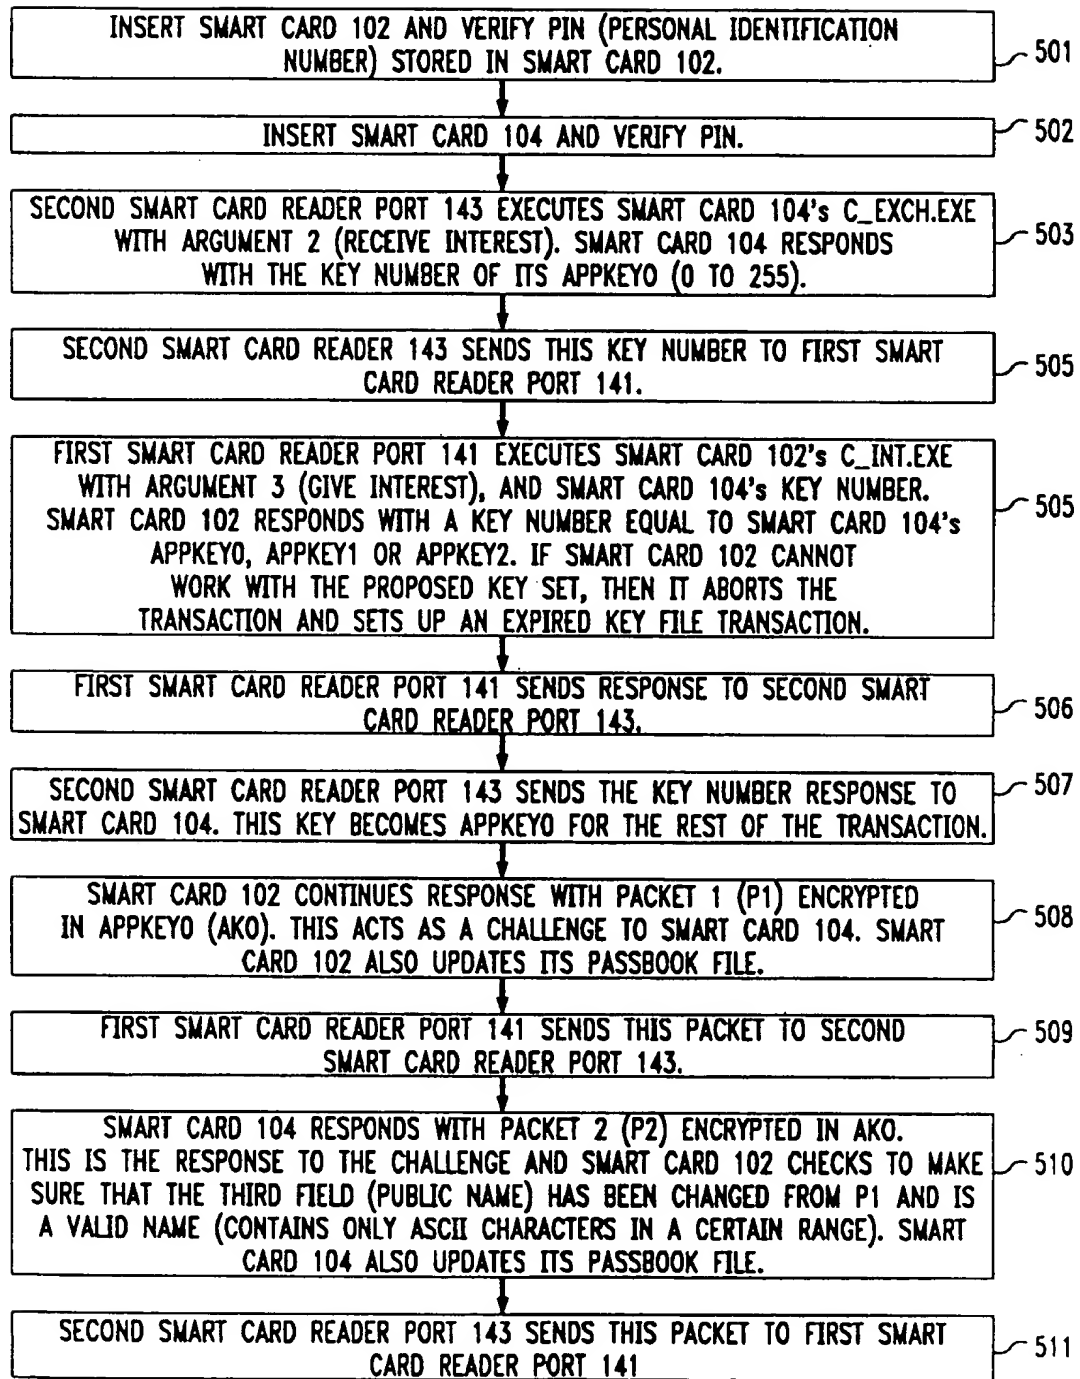 INSERT SMART CARD 102 AND VERIFY PIN (PERSONAL IDENTIFICATION
NUMBER) STORED IN SMART CARD 102.
501
INSERT SMART CARD 104 AND VERIFY PIN.
502
SECOND SMART CARD READER PORT 143 EXECUTES SMART CARD 104's C_EXCH.EXE
WITH ARGUMENT 2 (RECEIVE INTEREST). SMART CARD 104 RESPONDS
WITH THE KEY NUMBER OF ITS APPKEY0 (0 TO 255).
503
SECOND SMART CARD READER 143 SENDS THIS KEY NUMBER TO FIRST SMART
CARD READER PORT 141.
505
FIRST SMART CARD READER PORT 141 EXECUTES SMART CARD 102's C_INT.EXE
WITH ARGUMENT 3 (GIVE INTEREST), AND SMART CARD 104's KEY NUMBER.
SMART CARD 102 RESPONDS WITH A KEY NUMBER EQUAL TO SMART CARD 104's
APPKEY0, APPKEY1 OR APPKEY2. IF SMART CARD 102 CANNOT
WORK WITH THE PROPOSED KEY SET, THEN IT ABORTS THE
TRANSACTION AND SETS UP AN EXPIRED KEY FILE TRANSACTION.
505
FIRST SMART CARD READER PORT 141 SENDS RESPONSE TO SECOND SMART
CARD READER PORT 143.
506
SECOND SMART CARD READER PORT 143 SENDS THE KEY NUMBER RESPONSE TO
SMART CARD 104. THIS KEY BECOMES APPKEY0 FOR THE REST OF THE TRANSACTION.
507
SMART CARD 102 CONTINUES RESPONSE WITH PACKET 1 (P1) ENCRYPTED
IN APPKEY0 (AK0). THIS ACTS AS A CHALLENGE TO SMART CARD 104. SMART
CARD 102 ALSO UPDATES ITS PASSBOOK FILE.
508
FIRST SMART CARD READER PORT 141 SENDS THIS PACKET TO SECOND
SMART CARD READER PORT 143.
509
SMART CARD 104 RESPONDS WITH PACKET 2 (P2) ENCRYPTED IN AK0.
THIS IS THE RESPONSE TO THE CHALLENGE AND SMART CARD 102 CHECKS TO MAKE
SURE THAT THE THIRD FIELD (PUBLIC NAME) HAS BEEN CHANGED FROM P1 AND IS
A VALID NAME (CONTAINS ONLY ASCII CHARACTERS IN A CERTAIN RANGE). SMART
CARD 104 ALSO UPDATES ITS PASSBOOK FILE.
510
SECOND SMART CARD READER PORT 143 SENDS THIS PACKET TO FIRST SMART
CARD READER PORT 141
511